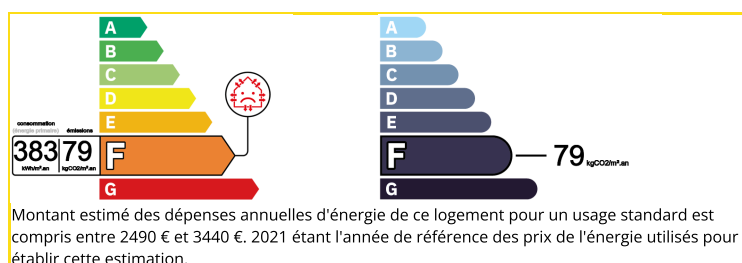 A
B
C
D
E
consommation
(énergie primaire) émissions
383 79 F
kWh/m².an kgCO2/m².an
G
A
B
C
D
E
F 79 kgCO2/m².an
G
Montant estimé des dépenses annuelles d'énergie de ce logement pour un usage standard est
compris entre 2490 € et 3440 €. 2021 étant l'année de référence des prix de l'énergie utilisés pour
établir cette estimation.